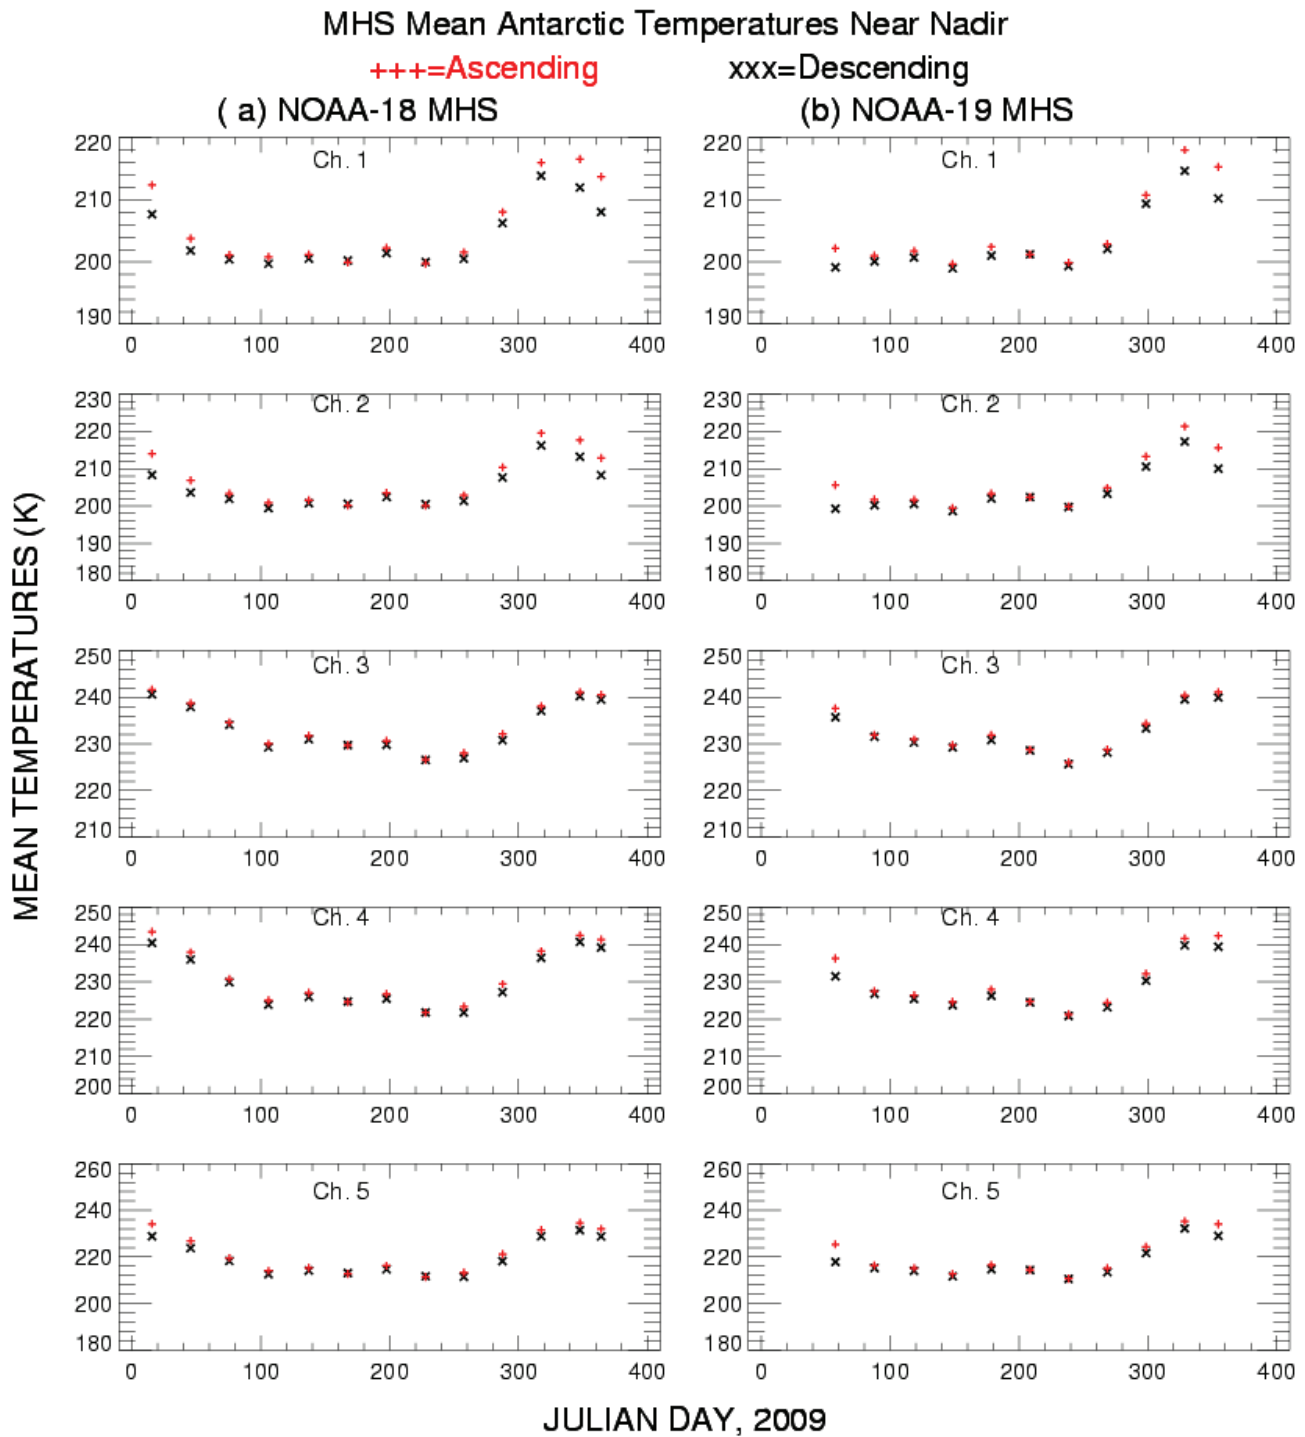 MHS Mean Antarctic Temperatures Near Nadir
+++=Ascending xxx=Descending
( a) NOAA-18 MHS (b) NOAA-19 MHS
MEAN TEMPERATURES (K)
Ch. 1
220
210
200
190
0 100 200 300 400
Ch. 1
220
210
200
190
0 100 200 300 400
Ch. 2
230
220
210
200
190
180
0 100 200 300 400
Ch. 2
230
220
210
200
190
180
0 100 200 300 400
Ch. 3
250
240
230
220
210
0 100 200 300 400
Ch. 3
250
240
230
220
210
0 100 200 300 400
Ch. 4
250
240
230
220
210
200
0 100 200 300 400
Ch. 4
250
240
230
220
210
200
0 100 200 300 400
Ch. 5
260
240
220
200
180
0 100 200 300 400
Ch. 5
260
240
220
200
180
0 100 200 300 400
JULIAN DAY, 2009